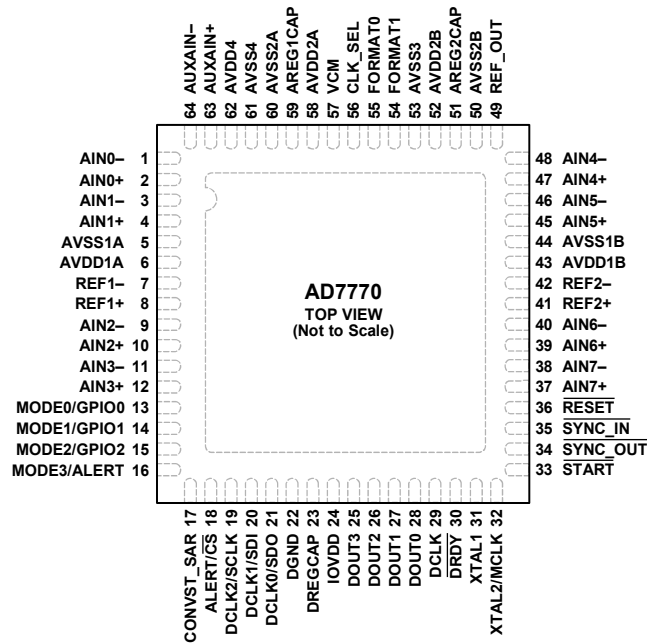 64 AUXAIN–
63 AUXAIN+
62 AVDD4
61 AVSS4
60 AVSS2A
59 AREG1CAP
58 AVDD2A
57 VCM
56 CLK_SEL
55 FORMAT0
54 FORMAT1
53 AVSS3
52 AVDD2B
51 AREG2CAP
50 AVSS2B
49 REF_OUT
AIN0– 1
AIN0+ 2
AIN1– 3
AIN1+ 4
AVSS1A 5
AVDD1A 6
REF1– 7
REF1+ 8
AIN2– 9
AIN2+ 10
AIN3– 11
AIN3+ 12
MODE0/GPIO0 13
MODE1/GPIO1 14
MODE2/GPIO2 15
MODE3/ALERT 16
AD7770
TOP VIEW
(Not to Scale)
48 AIN4–
47 AIN4+
46 AIN5–
45 AIN5+
44 AVSS1B
43 AVDD1B
42 REF2–
41 REF2+
40 AIN6–
39 AIN6+
38 AIN7–
37 AIN7+
36 RESET
35 SYNC_IN
34 SYNC_OUT
33 START
CONVST_SAR 17
ALERT/CS 18
DCLK2/SCLK 19
DCLK1/SDI 20
DCLK0/SDO 21
DGND 22
DREGCAP 23
IOVDD 24
DOUT3 25
DOUT2 26
DOUT1 27
DOUT0 28
DCLK 29
DRDY 30
XTAL1 31
XTAL2/MCLK 32